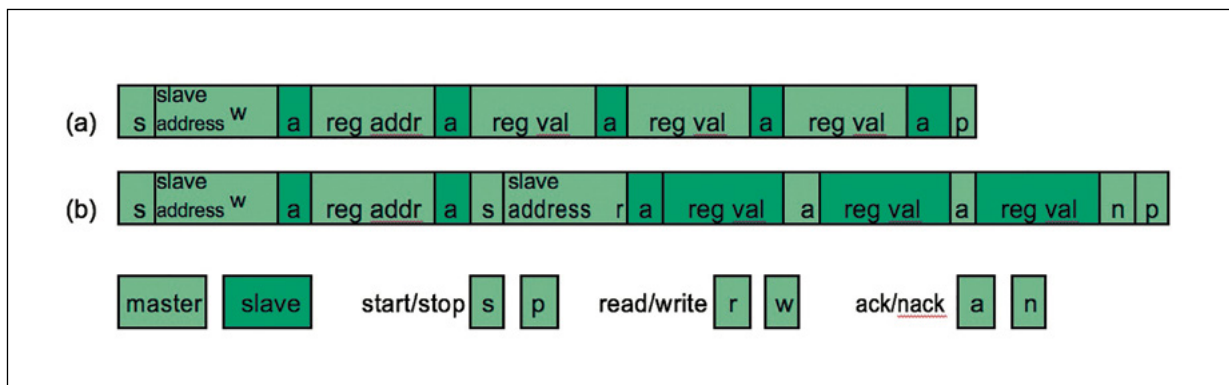 slave
(a) s address w a reg addr a reg val a reg val a reg val a p
slave slave
(b) s address w a reg addr a s address r a reg val a reg val a reg val n p
master slave start/stop s p read/write r w ack/nack a n